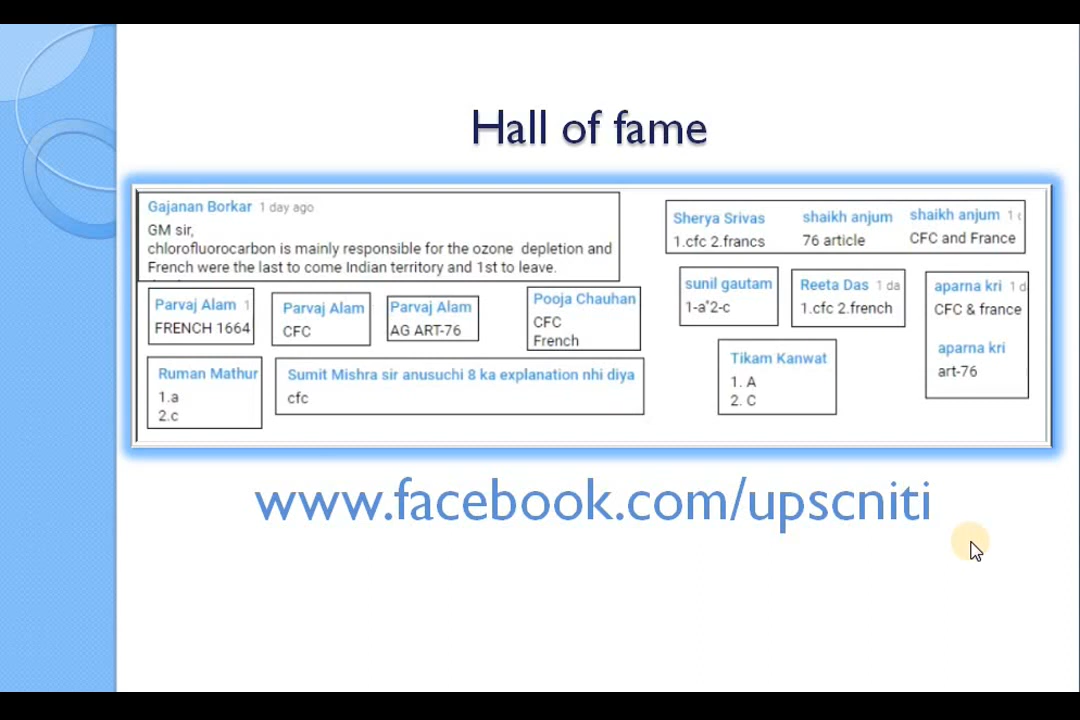 Hall of fame
Gajanan Borkar 1 day ago
GM sir,
chlorofluorocarbon is mainly responsible for the ozone depletion and
French were the last to come Indian territory and 1st to leave.
Sherya Srivas
1.cfc 2.francs
shaikh anjum
76 article
shaikh anjum 1
CFC and France
Parvaj Alam 1
FRENCH 1664
Parvaj Alam
CFC
Parvaj Alam
AG ART-76
Pooja Chauhan
CFC
French
sunil gautam
1-a"2-c
Reeta Das 1 da
1.cfc 2.french
aparna kri 1 d
CFC & france
aparna kri
art-76
Ruman Mathur
1.a
2.c
Sumit Mishra sir anusuchi 8 ka explanation nhi diya
cfc
Tikam Kanwat
1. A
2. C
www.facebook.com/upscniti